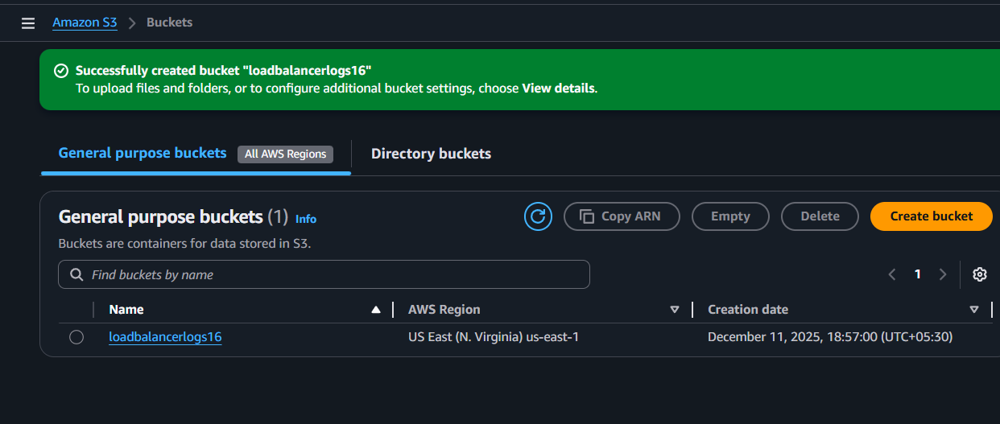 Amazon S3 Buckets
Successfully created bucket "loadbalancerlogs16"
To upload files and folders, or to configure additional bucket settings, choose View details.
General purpose buckets All AWS Regions Directory buckets
General purpose buckets (1) Info Copy ARN Empty Delete Create bucket
Buckets are containers for data stored in S3.
Find buckets by name 1
Name AWS Region Creation date
loadbalancerlogs16 US East (N. Virginia) us-east-1 December 11, 2025, 18:57:00 (UTC+05:30)